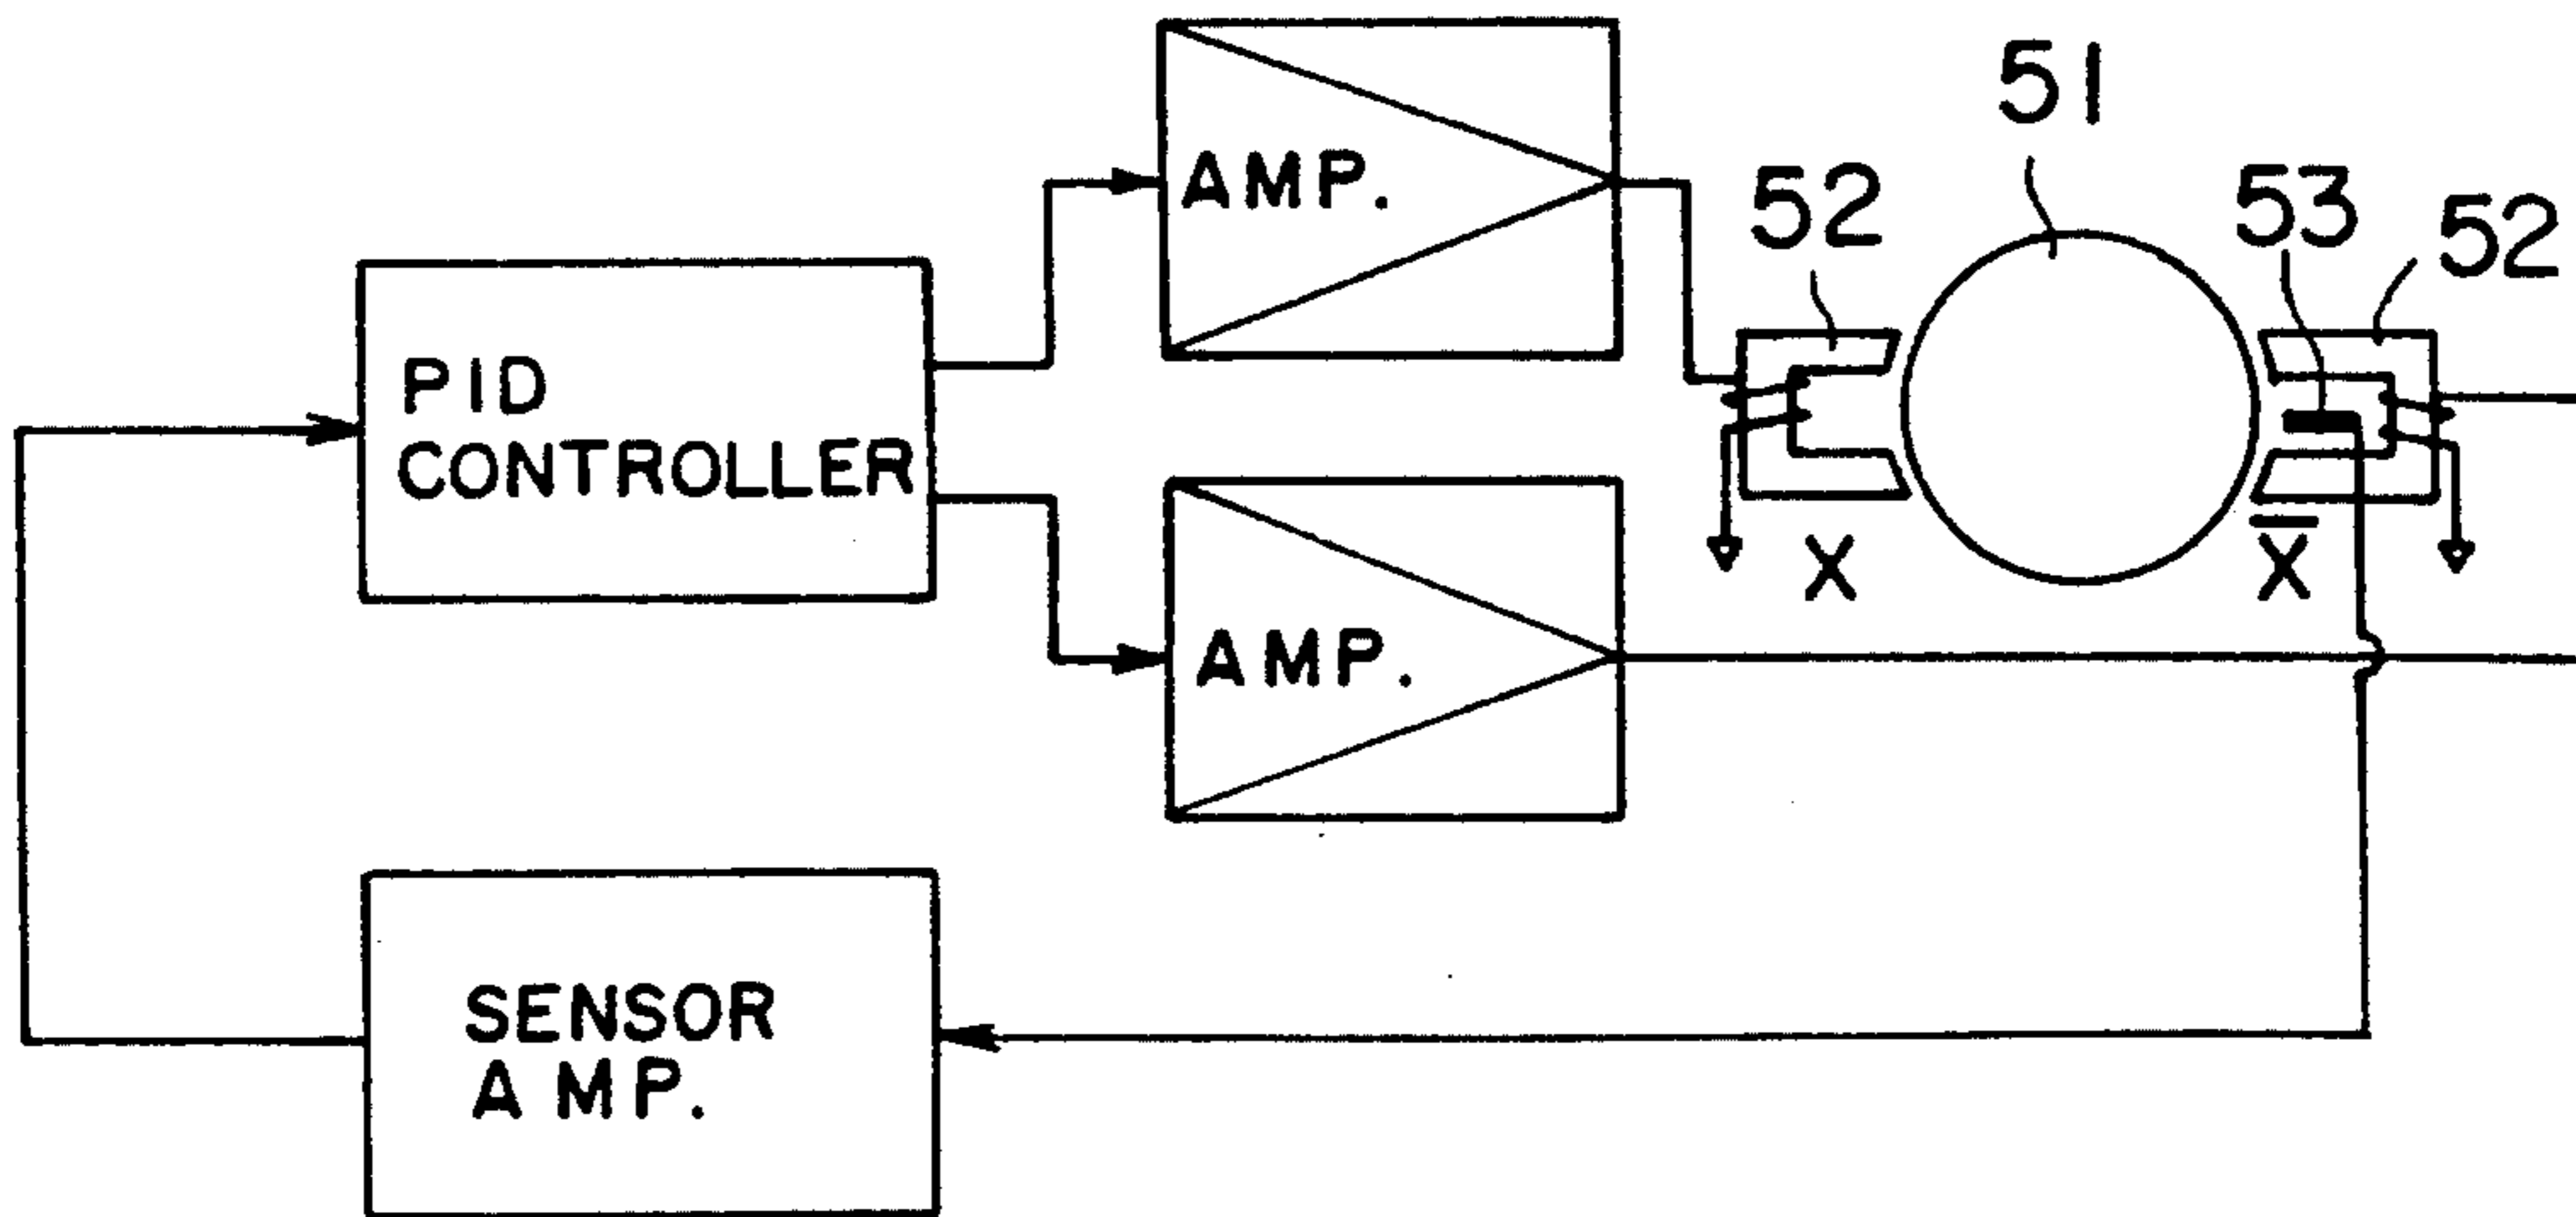 51
AMP.
52
53
52
PID
CONTROLLER
X
X̅
AMP.
SENSOR
AMP.